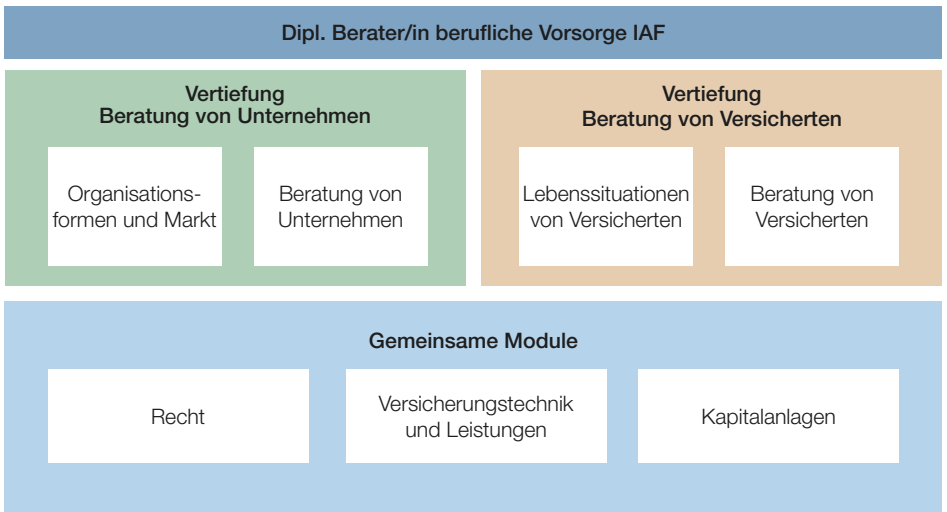 Dipl. Berater/in berufliche Vorsorge IAF
Vertiefung
Beratung von Unternehmen
Organisations-
formen und Markt
Beratung von
Unternehmen
Vertiefung
Beratung von Versicherten
Lebenssituationen
von Versicherten
Beratung von
Versicherten
Gemeinsame Module
Recht
Versicherungstechnik
und Leistungen
Kapitalanlagen